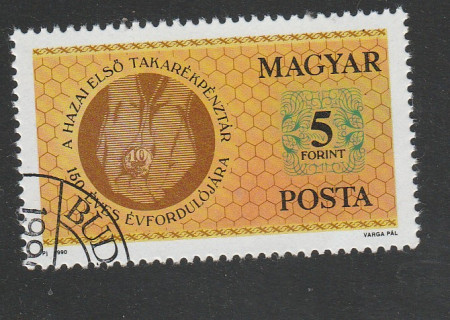 MAGYAR
5
FORINT
POSTA
A HAZAI ELSŐ TAKARÉKPÉNZTÁR
150 ÉVES ÉVFORDULÓJÁRA
10
1990
VARGA PÁL
BUD
199